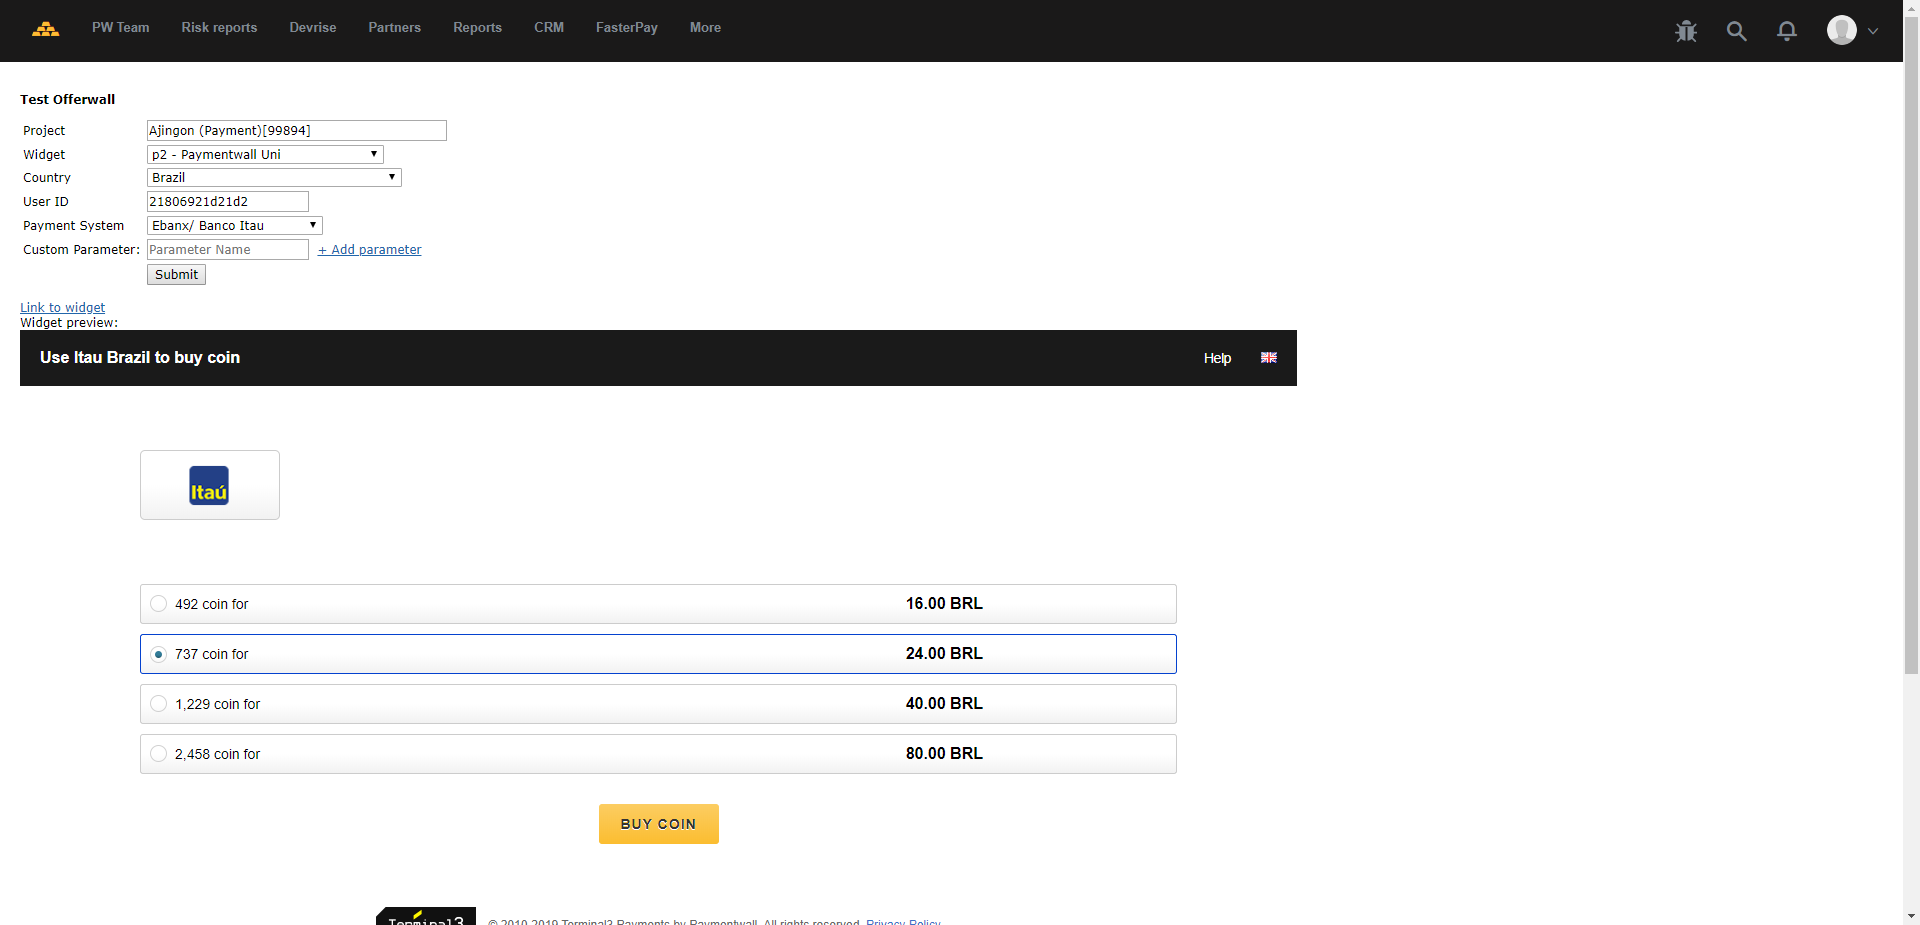 PW Team Risk reports Devrise Partners Reports CRM FasterPay More
Test Offerwall
Project Ajingon (Payment)[99894]
Widget p2 - Paymentwall Uni
Country Brazil
User ID 21806921d21d2
Payment System Ebanx/ Banco Itau
Custom Parameter: Parameter Name + Add parameter
Submit
Link to widget
Widget preview:
Use Itau Brazil to buy coin Help
Itaú
492 coin for 16.00 BRL
737 coin for 24.00 BRL
1,229 coin for 40.00 BRL
2,458 coin for 80.00 BRL
BUY COIN
Terminal3 © 2010-2019 Terminal3 Payments by Paymentwall. All rights reserved. Privacy Policy